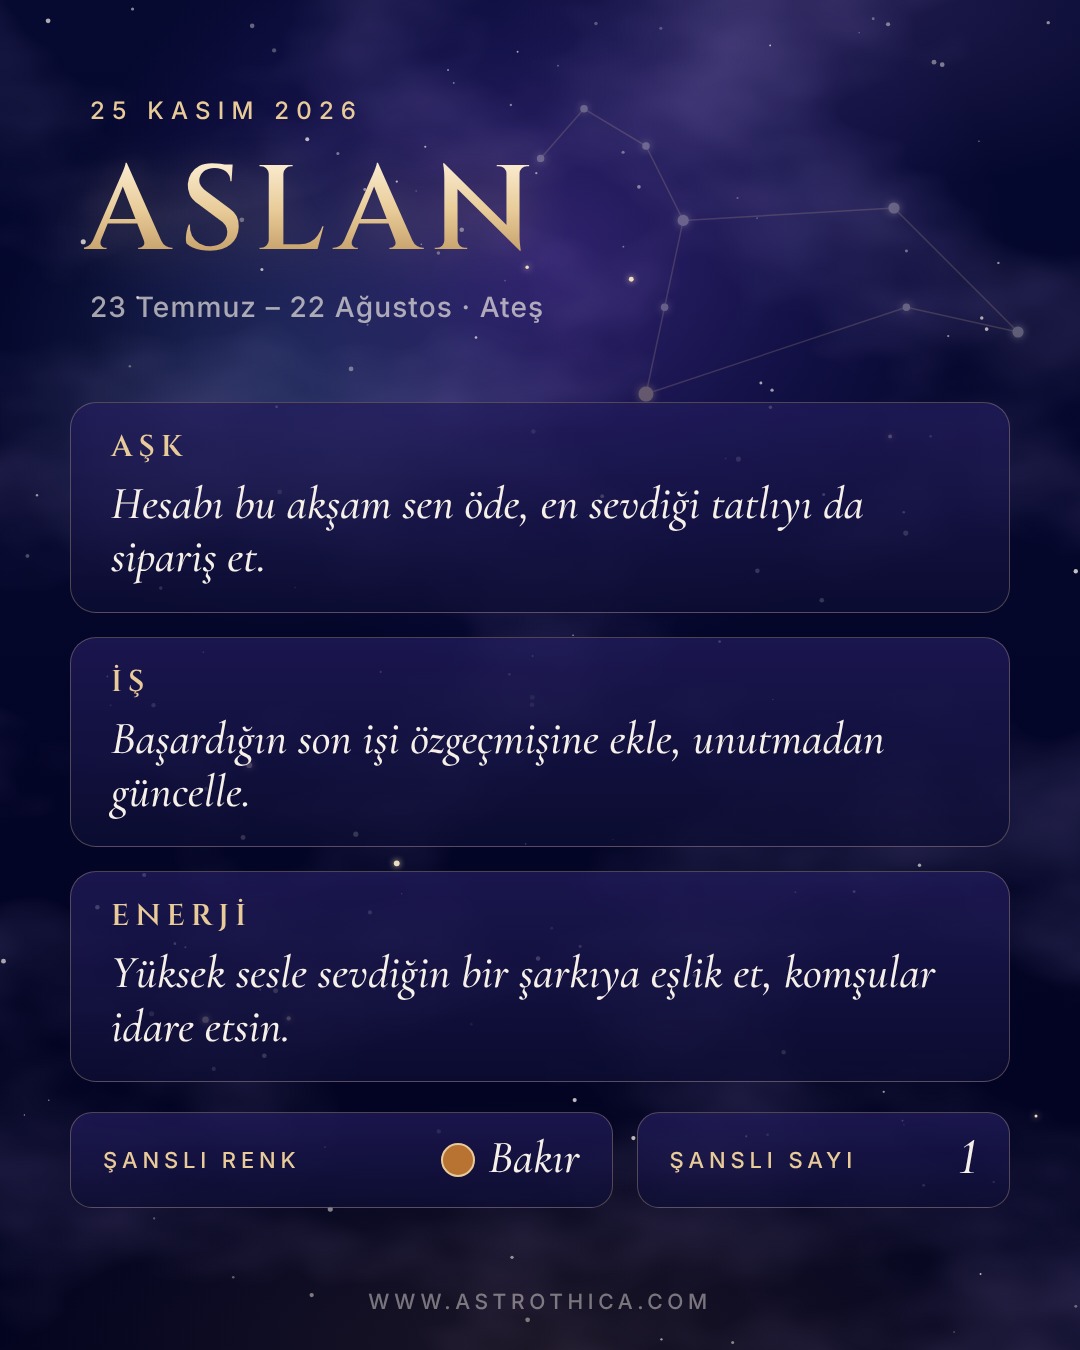 25 KASIM 2026
ASLAN
23 Temmuz – 22 Ağustos · Ateş
AŞK
Hesabı bu akşam sen öde, en sevdiği tatlıyı da
sipariş et.
İŞ
Başardığın son işi özgeçmişine ekle, unutmadan
güncelle.
ENERJİ
Yüksek sesle sevdiğin bir şarkıya eşlik et, komşular
idare etsin.
ŞANSLI RENK Bakır
ŞANSLI SAYI 1
WWW.ASTROTHICA.COM